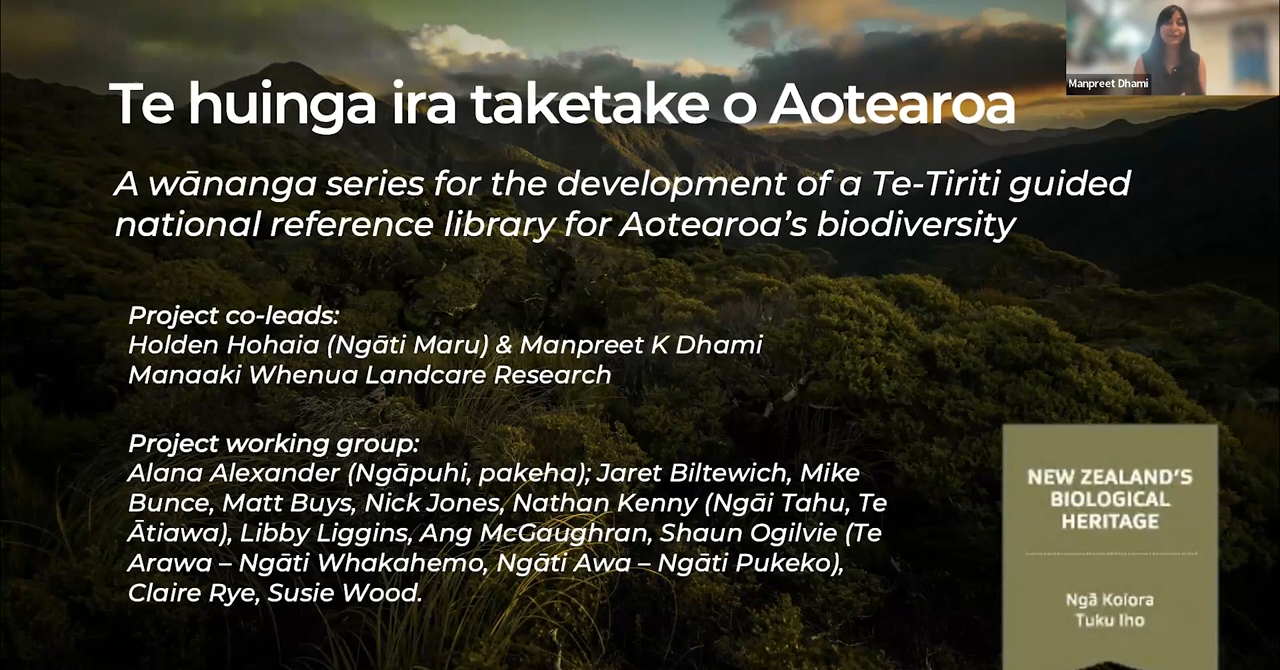 Manpreet Dhami
Te huinga ira taketake o Aotearoa
A wānanga series for the development of a Te-Tiriti guided
national reference library for Aotearoa's biodiversity
Project co-leads:
Holden Hohaia (Ngāti Maru) & Manpreet K Dhami
Manaaki Whenua Landcare Research
Project working group:
Alana Alexander (Ngāpuhi, pakeha); Jaret Biltewich, Mike
Bunce, Matt Buys, Nick Jones, Nathan Kenny (Ngāi Tahu, Te
Ātiawa), Libby Liggins, Ang McGaughran, Shaun Ogilvie (Te
Arawa – Ngāti Whakahemo, Ngāti Awa – Ngāti Pukeko),
Claire Rye, Susie Wood.
NEW ZEALAND'S
BIOLOGICAL
HERITAGE
Ngā Koiora
Tuku Iho